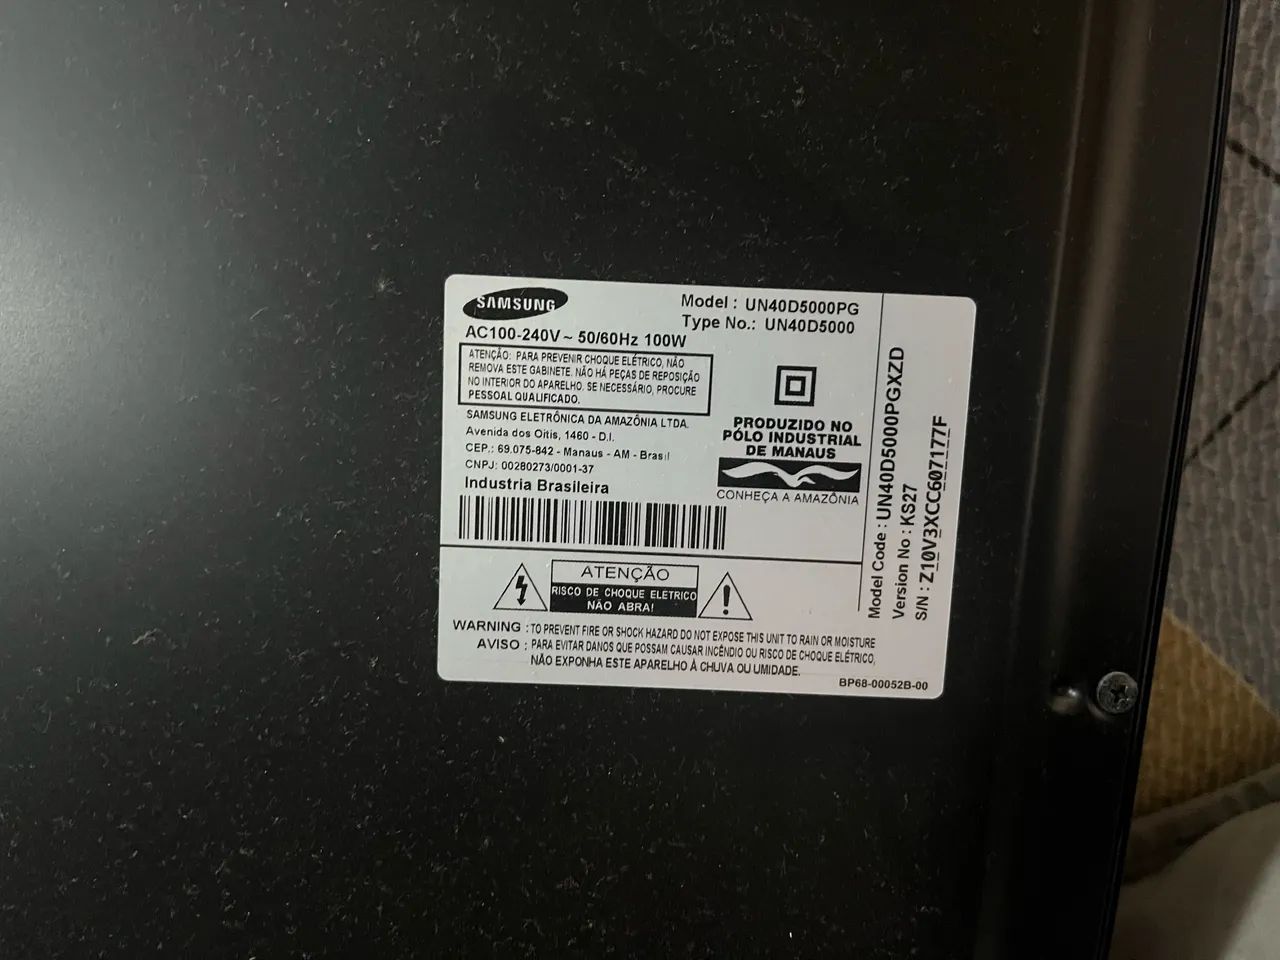 SAMSUNG
Model : UN40D5000PG
Type No.: UN40D5000
AC100-240V ~ 50/60Hz 100W
ATENÇÃO: PARA PREVENIR CHOQUE ELÉTRICO, NÃO
REMOVA ESTE GABINETE. NÃO HÁ PEÇAS DE REPOSIÇÃO
NO INTERIOR DO APARELHO. SE NECESSÁRIO, PROCURE
PESSOAL QUALIFICADO.
SAMSUNG ELETRÔNICA DA AMAZÔNIA LTDA.
Avenida dos Oitis, 1460 - D.I.
CEP.: 69.075-842 - Manaus - AM - Brasil
CNPJ: 00280273/0001-37
Industria Brasileira
PRODUZIDO NO
PÓLO INDUSTRIAL
DE MANAUS
CONHEÇA A AMAZÔNIA
Model Code : UN40D5000PGXZD
Version No : KS27
S/N : Z10V3XCC607177F
ATENÇÃO
RISCO DE CHOQUE ELETRICO
NÃO ABRA!
WARNING : TO PREVENT FIRE OR SHOCK HAZARD DO NOT EXPOSE THIS UNIT TO RAIN OR MOISTURE
AVISO : PARA EVITAR DANOS QUE POSSAM CAUSAR INCÊNDIO OU RISCO DE CHOQUE ELÉTRICO,
NÃO EXPONHA ESTE APARELHO À CHUVA OU UMIDADE.
BP68-00052B-00